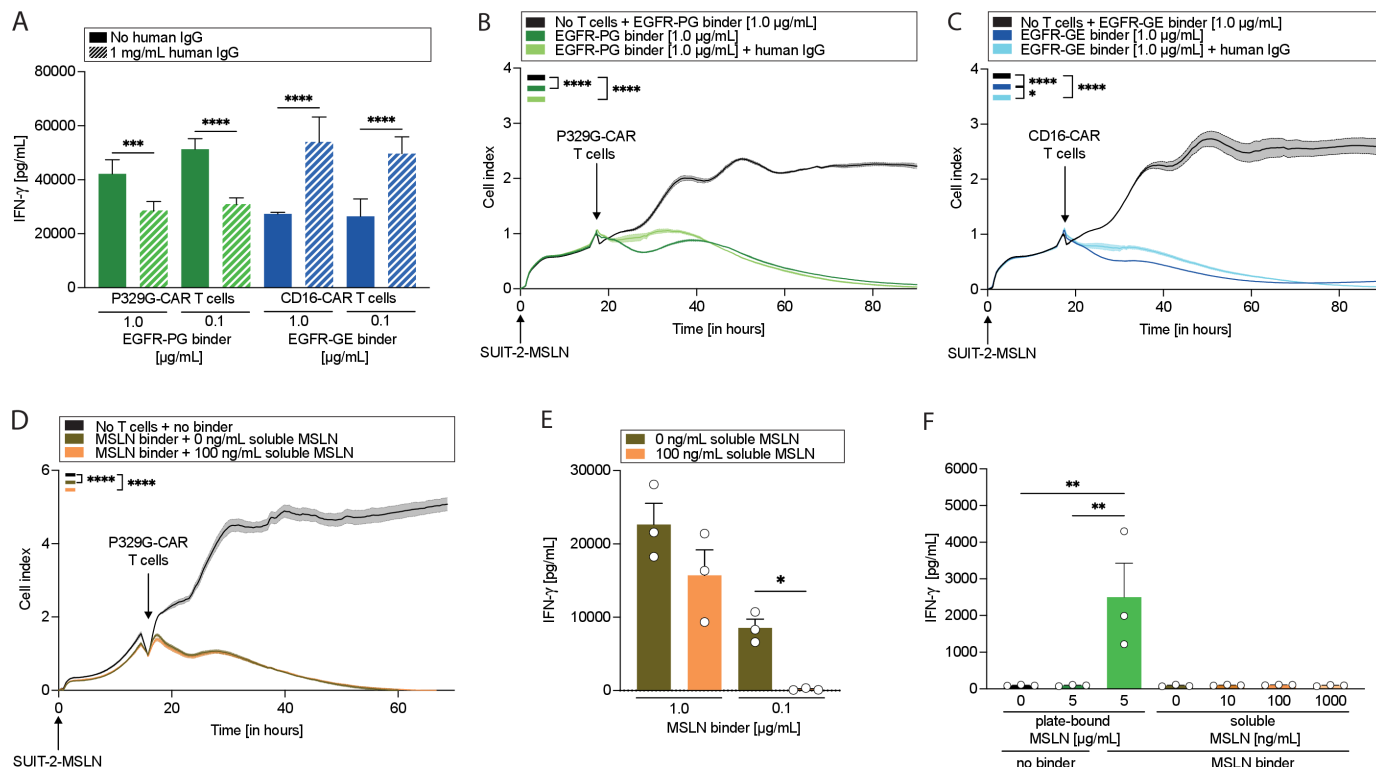 A
No human IgG
1 mg/mL human IgG
IFN-γ [pg/mL]
80000
60000
40000
20000
0
***
****
****
****
P329G-CAR T cells
CD16-CAR T cells
1.0
0.1
1.0
0.1
EGFR-PG binder
[µg/mL]
EGFR-GE binder
[µg/mL]
B
No T cells + EGFR-PG binder [1.0 µg/mL]
EGFR-PG binder [1.0 µg/mL]
EGFR-PG binder [1.0 µg/mL] + human IgG
****
****
P329G-CAR
T cells
Cell index
4
3
2
1
0
0
20
40
60
80
Time [in hours]
SUIT-2-MSLN
C
No T cells + EGFR-GE binder [1.0 µg/mL]
EGFR-GE binder [1.0 µg/mL]
EGFR-GE binder [1.0 µg/mL] + human IgG
****
*
****
CD16-CAR
T cells
Cell index
4
3
2
1
0
0
20
40
60
80
Time [in hours]
SUIT-2-MSLN
D
No T cells + no binder
MSLN binder + 0 ng/mL soluble MSLN
MSLN binder + 100 ng/mL soluble MSLN
****
****
P329G-CAR
T cells
Cell index
6
4
2
0
0
20
40
60
Time [in hours]
SUIT-2-MSLN
E
0 ng/mL soluble MSLN
100 ng/mL soluble MSLN
IFN-γ [pg/mL]
30000
20000
10000
0
*
1.0
0.1
MSLN binder [µg/mL]
F
IFN-γ [pg/mL]
6000
5000
4000
3000
2000
1000
0
**
**
0
5
5
0
10
100
1000
plate-bound
MSLN [µg/mL]
soluble
MSLN [ng/mL]
no binder
MSLN binder